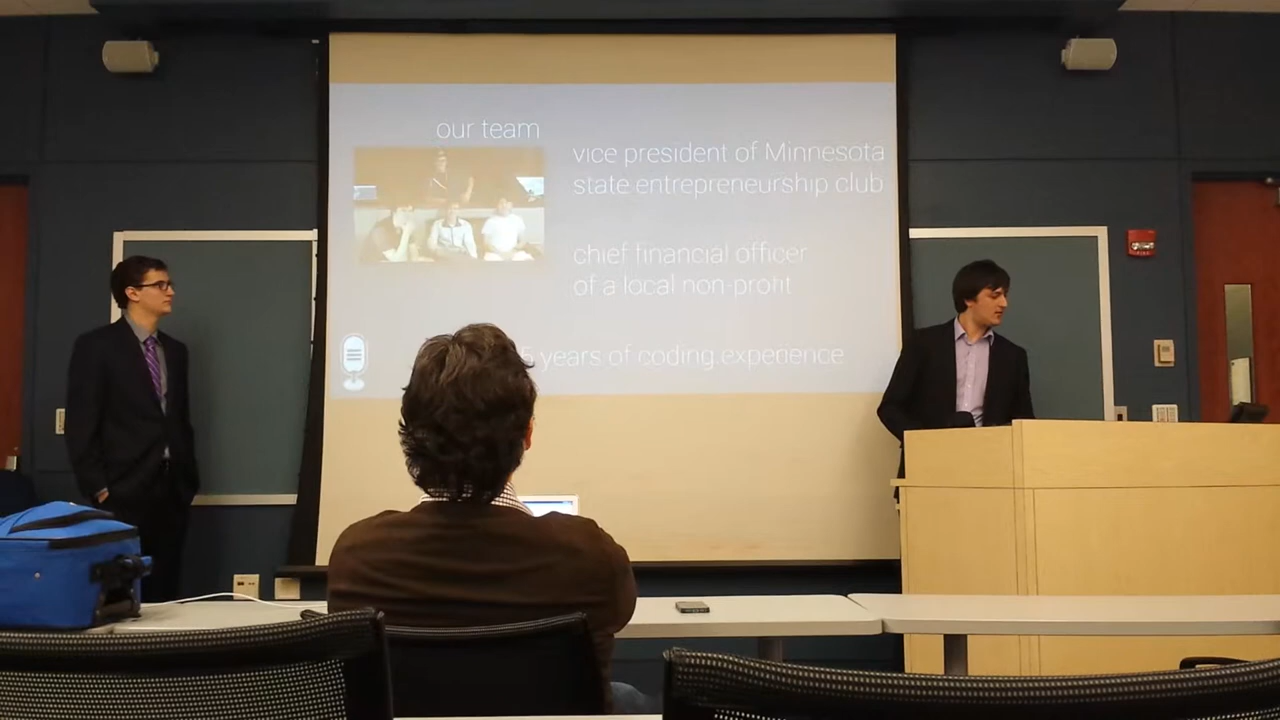 our team
vice president of Minnesota
state entrepreneurship club
chief financial officer
of a local non-profit
5 years of coding experience